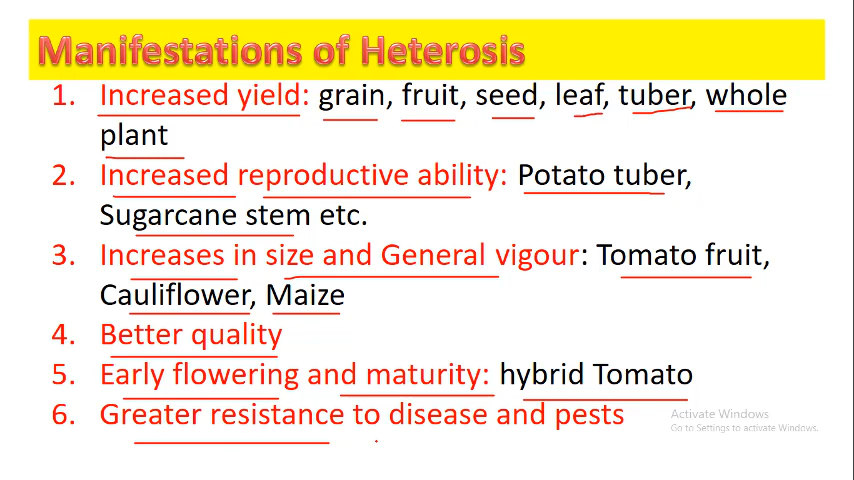 Manifestations of Heterosis
1. Increased yield: grain, fruit, seed, leaf, tuber, whole
plant
2. Increased reproductive ability: Potato tuber,
Sugarcane stem etc.
3. Increases in size and General vigour: Tomato fruit,
Cauliflower, Maize
4. Better quality
5. Early flowering and maturity: hybrid Tomato
6. Greater resistance to disease and pests
Activate Windows
Go to Settings to activate Windows.